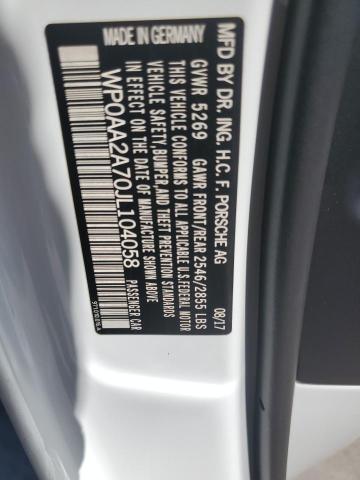 MFD BY DR. ING. H.C. F. PORSCHE AG
08/17
GVWR 5269 GAWR FRONT/REAR 2546/2855 LBS
THIS VEHICLE CONFORMS TO ALL APPLICABLE U.S. FEDERAL MOTOR
VEHICLE SAFETY, BUMPER, AND THEFT PREVENTION STANDARDS
IN EFFECT ON THE DATE OF MANUFACTURE SHOWN ABOVE
WP0AA2A70JL104058
PASSENGER CAR
MADE IN GERMANY